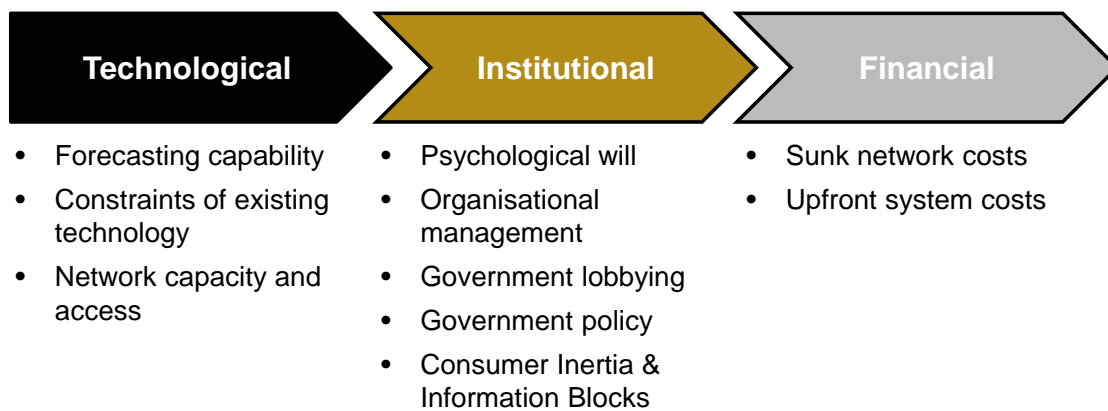 Technological
• Forecasting capability
• Constraints of existing
technology
• Network capacity and
access
Institutional
• Psychological will
• Organisational
management
• Government lobbying
• Government policy
• Consumer Inertia &
Information Blocks
Financial
• Sunk network costs
• Upfront system costs